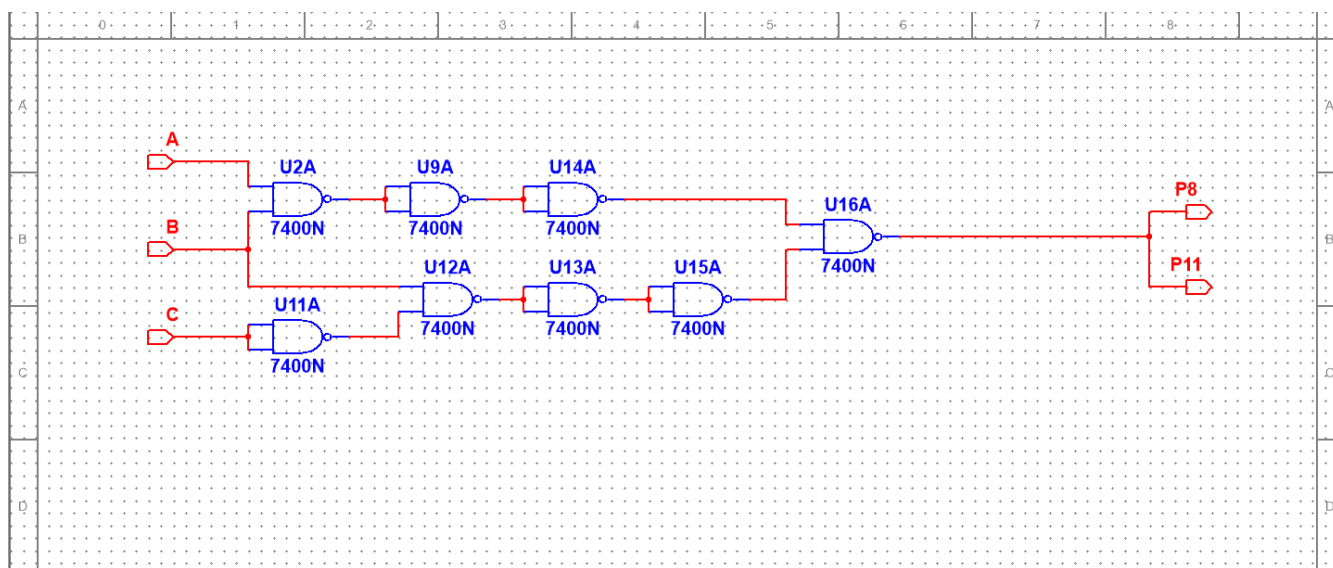 0 1 2 3 4 5 6 7 8
A A
A
U2A U9A U14A
P8
U16A
7400N 7400N 7400N
B B
B
U12A U13A U15A
7400N
P11
U11A
7400N 7400N 7400N
C
7400N
C C
D D